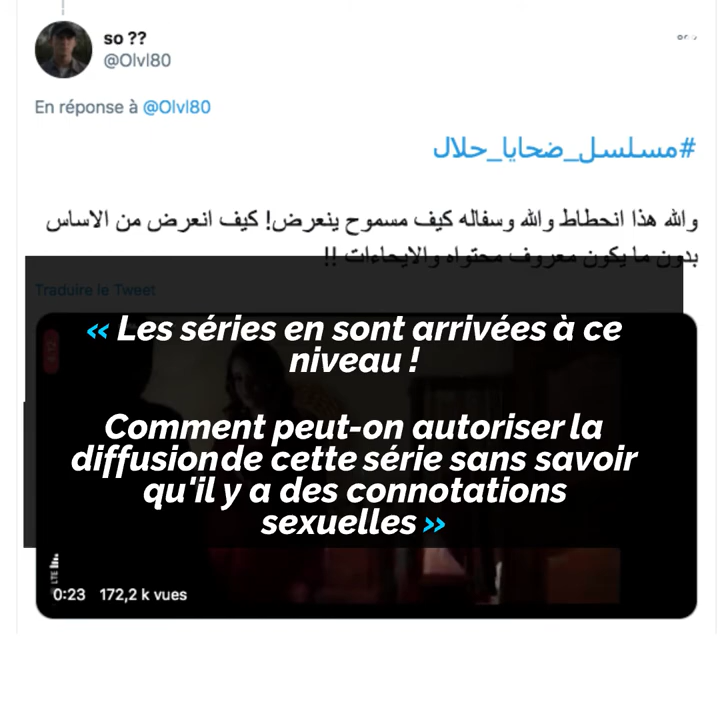 so ??
@Olvl80
En réponse à @Olvl80
#مسلسل_ضحايا_حلال
والله هذا انحطاط والله وسفاله كيف مسموح ينعرض! كيف انعرض من الاساس
بدون ما يكون معروف محتواه والايحاءات !!
Traduire le Tweet
« Les séries en sont arrivées à ce
niveau !
Comment peut-on autoriser la
diffusion de cette série sans savoir
qu'il y a des connotations
sexuelles »
LTE
0:23 172,2 k vues